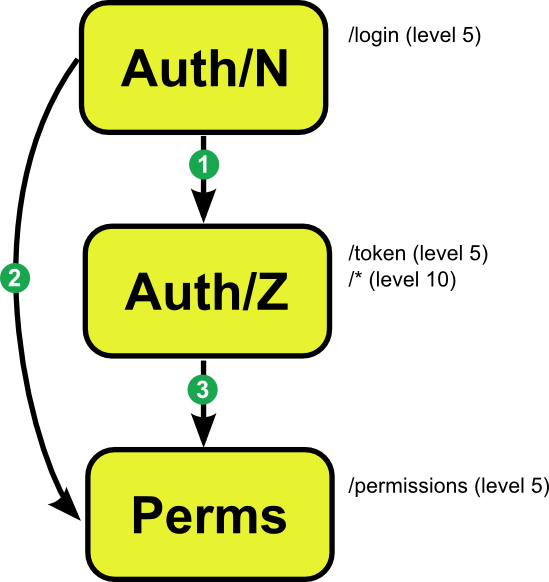 Auth/N
/login (level 5)
1
Auth/Z
/token (level 5)
/* (level 10)
2
3
Perms
/permissions (level 5)